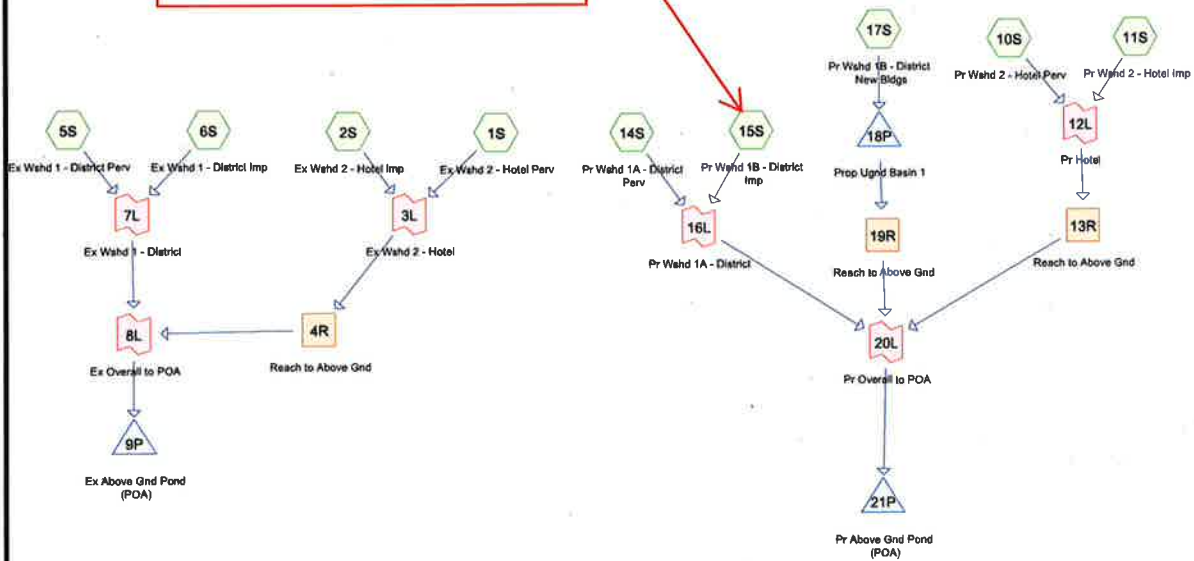 17S
10S
11S
Pr Wshd 1B - District
New Bldgs
Pr Wshd 2 - Hotel Perv
Pr Wshd 2 - Hotel Imp
5S
6S
2S
1S
14S
15S
18P
12L
Ex Wshd 1 - District Perv
Ex Wshd 1 - District Imp
Ex Wshd 2 - Hotel Imp
Ex Wshd 2 - Hotel Perv
Pr Wshd 1A - District
Perv
Pr Wshd 1B - District
Imp
Prop Ugnd Basin 1
Pr Hotel
7L
3L
16L
19R
13R
Ex Wshd 1 - District
Ex Wshd 2 - Hotel
Pr Wshd 1A - District
Reach to Above Gnd
Reach to Above Gnd
8L
4R
20L
Ex Overall to POA
Reach to Above Gnd
Pr Overall to POA
9P
Ex Above Gnd Pond
(POA)
21P
Pr Above Gnd Pond
(POA)